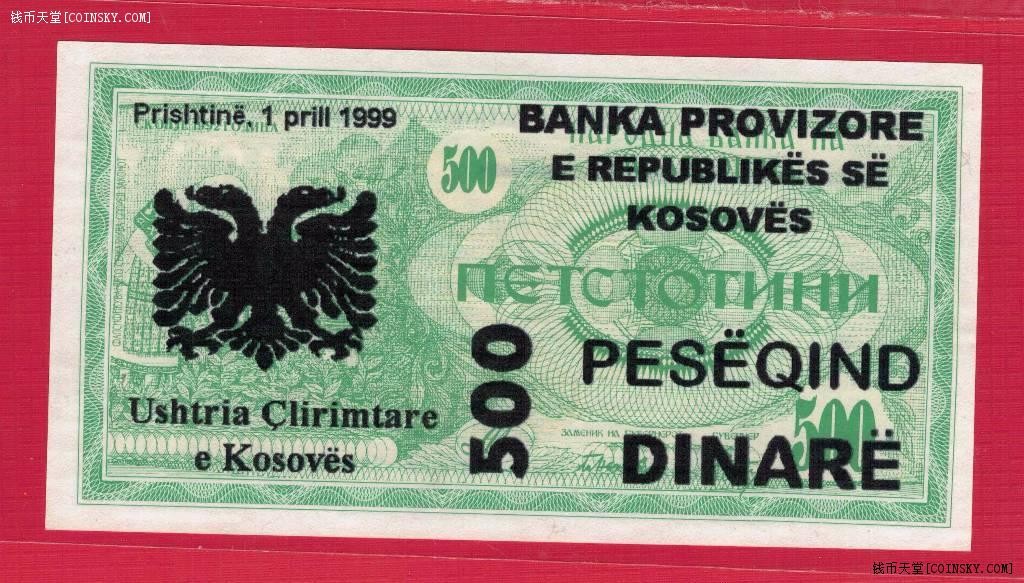 钱币天堂[COINSKY.COM]
Prishtinë, 1 prill 1999
BANKA PROVIZORE
E REPUBLIKËS SË
KOSOVËS
500
ПЕТСТОТИНИ
500
PESËQIND
DINARË
500
Ushtria Çlirimtare
e Kosovës
钱币天堂[COINSKY.COM]